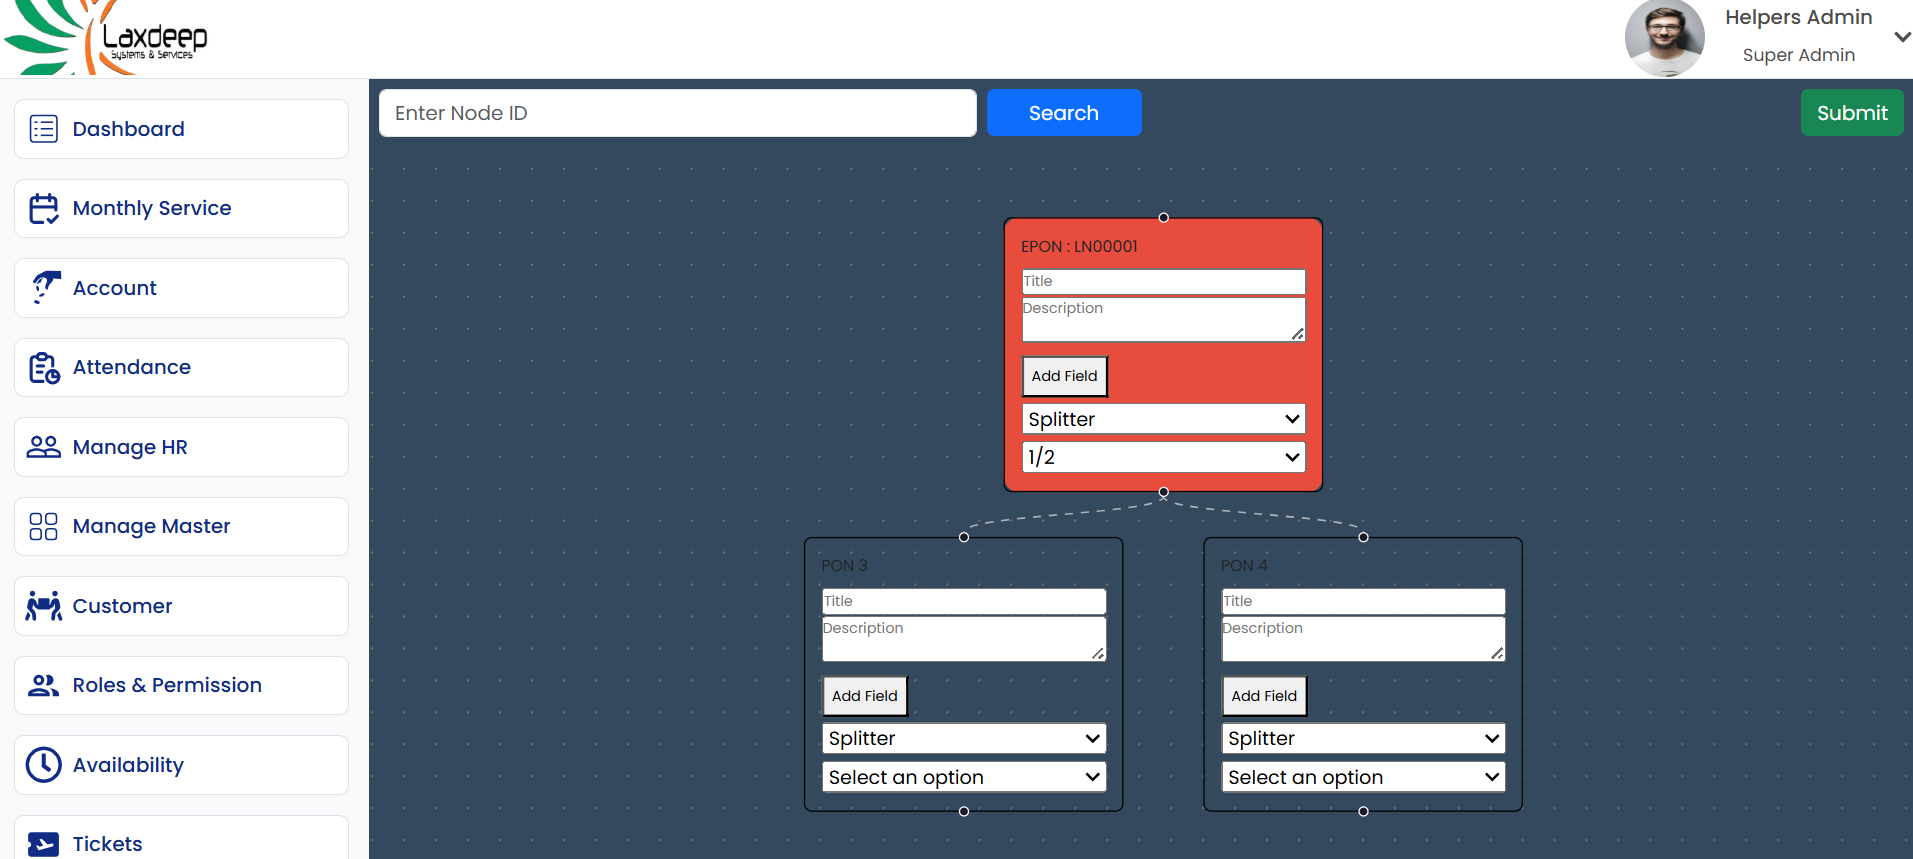 Laxdeep
Systems & Services
Helpers Admin
Super Admin
Dashboard
Monthly Service
Account
Attendance
Manage HR
Manage Master
Customer
Roles & Permission
Availability
Tickets
Enter Node ID
Search
Submit
EPON : LN00001
Title
Description
Add Field
Splitter
1/2
PON 3
Title
Description
Add Field
Splitter
Select an option
PON 4
Title
Description
Add Field
Splitter
Select an option